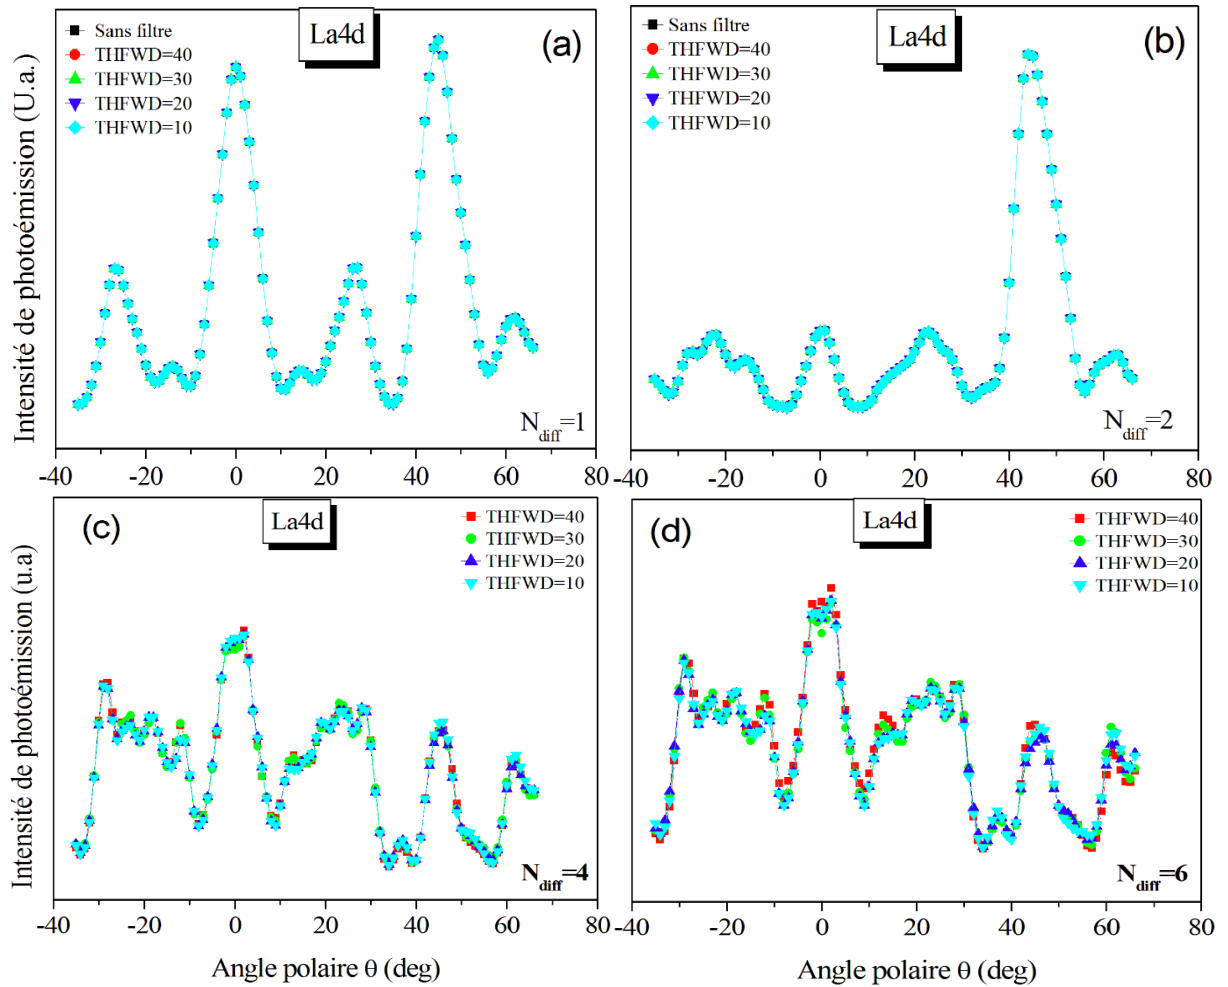 La4d
(a)
Sans filtre
THFWD=40
THFWD=30
THFWD=20
THFWD=10
Intensité de photoémission (U.a.)
N_diff=1
-40 -20 0 20 40 60 80
La4d
(b)
Sans filtre
THFWD=40
THFWD=30
THFWD=20
THFWD=10
N_diff=2
-40 -20 0 20 40 60 80
(c)
La4d
THFWD=40
THFWD=30
THFWD=20
THFWD=10
Intensité de photoémission (u.a)
N_diff=4
-40 -20 0 20 40 60 80
Angle polaire θ (deg)
(d)
La4d
THFWD=40
THFWD=30
THFWD=20
THFWD=10
N_diff=6
-40 -20 0 20 40 60 80
Angle polaire θ (deg)